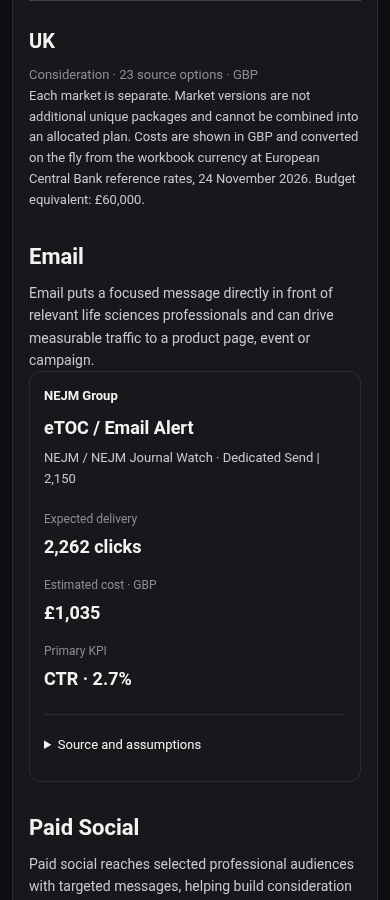 UK
Consideration · 23 source options · GBP
Each market is separate. Market versions are not
additional unique packages and cannot be combined into
an allocated plan. Costs are shown in GBP and converted
on the fly from the workbook currency at European
Central Bank reference rates, 24 November 2026. Budget
equivalent: £60,000.
Email
Email puts a focused message directly in front of
relevant life sciences professionals and can drive
measurable traffic to a product page, event or
campaign.
NEJM Group
eTOC / Email Alert
NEJM / NEJM Journal Watch · Dedicated Send |
2,150
Expected delivery
2,262 clicks
Estimated cost · GBP
£1,035
Primary KPI
CTR · 2.7%
▶ Source and assumptions
Paid Social
Paid social reaches selected professional audiences
with targeted messages, helping build consideration